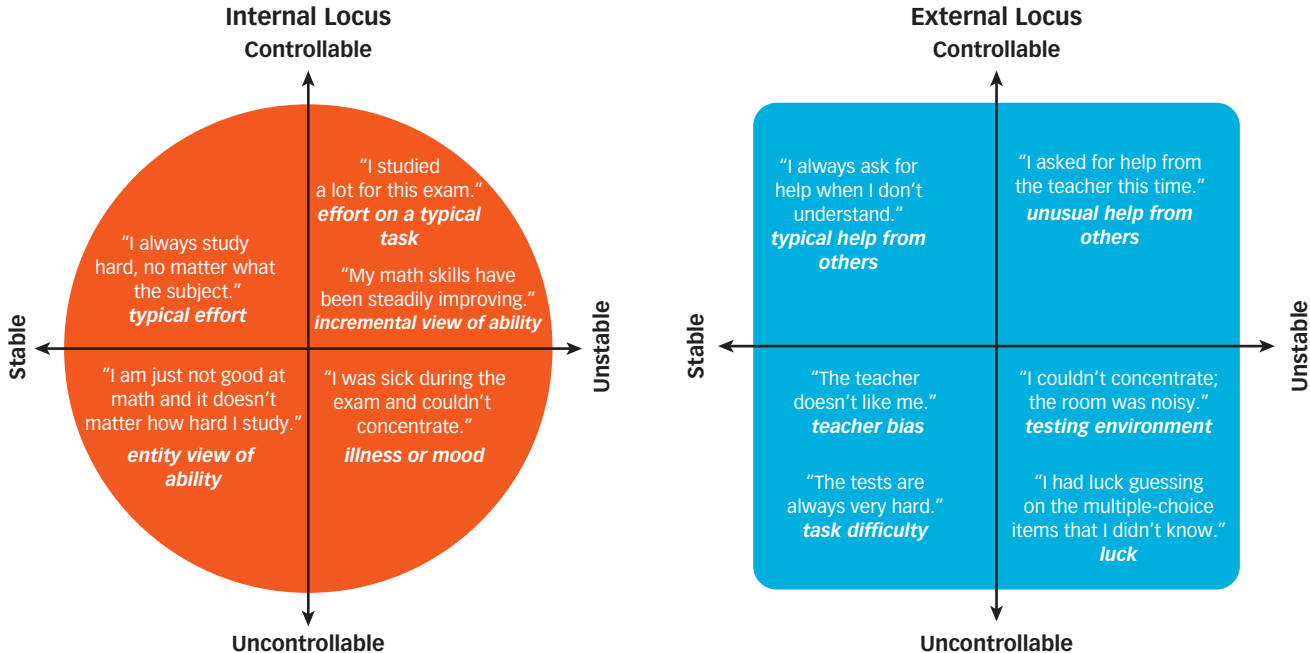 Internal Locus
Controllable
“I studied
a lot for this exam.”
effort on a typical
task
“I always study
hard, no matter what
the subject.”
typical effort
“My math skills have
been steadily improving.”
incremental view of ability
Stable
Unstable
“I am just not good at
math and it doesn’t
matter how hard I study.”
entity view of
ability
“I was sick during the
exam and couldn’t
concentrate.”
illness or mood
Uncontrollable
External Locus
Controllable
“I always ask for
help when I don’t
understand.”
typical help from
others
“I asked for help from
the teacher this time.”
unusual help from
others
Stable
Unstable
“The teacher
doesn’t like me.”
teacher bias
“The tests are
always very hard.”
task difficulty
“I couldn’t concentrate;
the room was noisy.”
testing environment
“I had luck guessing
on the multiple-choice
items that I didn’t know.”
luck
Uncontrollable